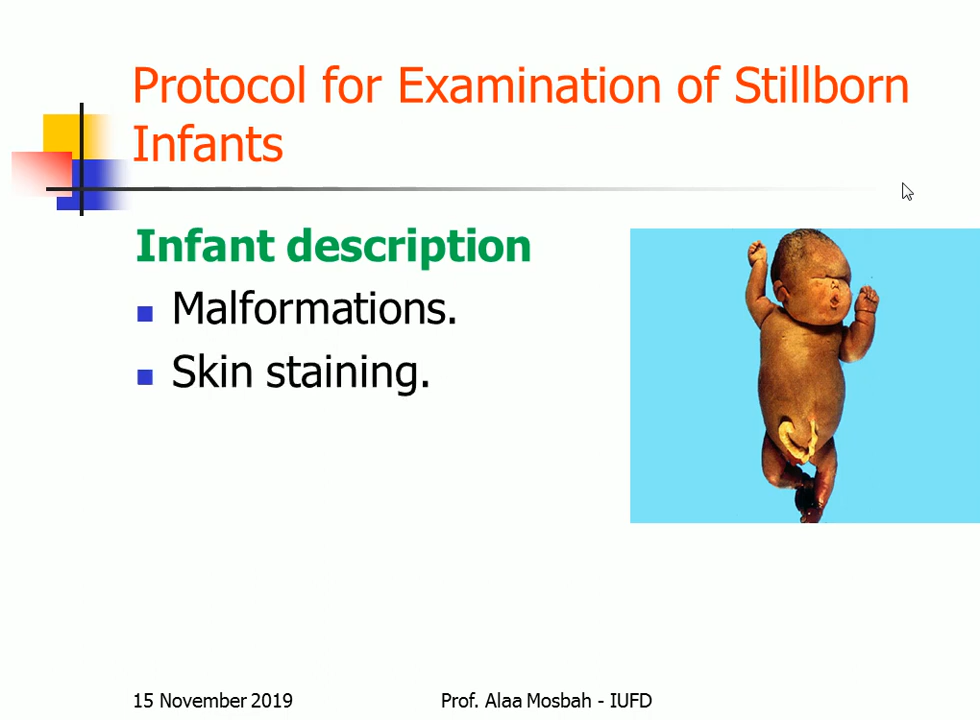 Protocol for Examination of Stillborn
Infants
Infant description
Malformations.
Skin staining.
15 November 2019
Prof. Alaa Mosbah - IUFD